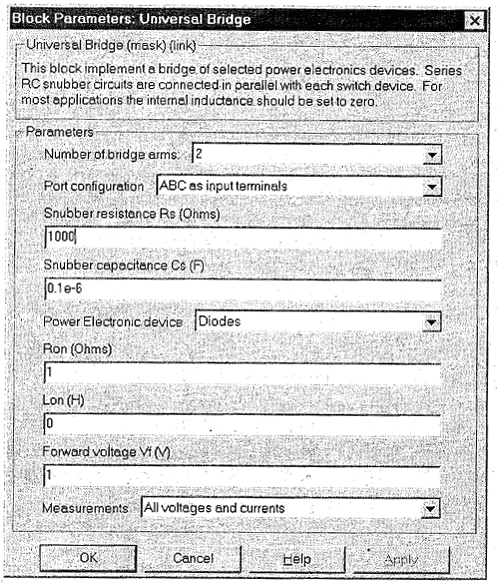 Block Parameters: Universal Bridge
Universal Bridge (mask) (link)
This block implement a bridge of selected power electronics devices. Series
RC snubber circuits are connected in parallel with each switch device. For
most applications the internal inductance should be set to zero.
Parameters
Number of bridge arms: 2
Port configuration ABC as input terminals
Snubber resistance Rs (Ohms)
1000
Snubber capacitance Cs (F)
0.1e-6
Power Electronic device Diodes
Ron (Ohms)
1
Lon (H)
0
Forward voltage Vf (V)
1
Measurements All voltages and currents
OK Cancel Help Apply